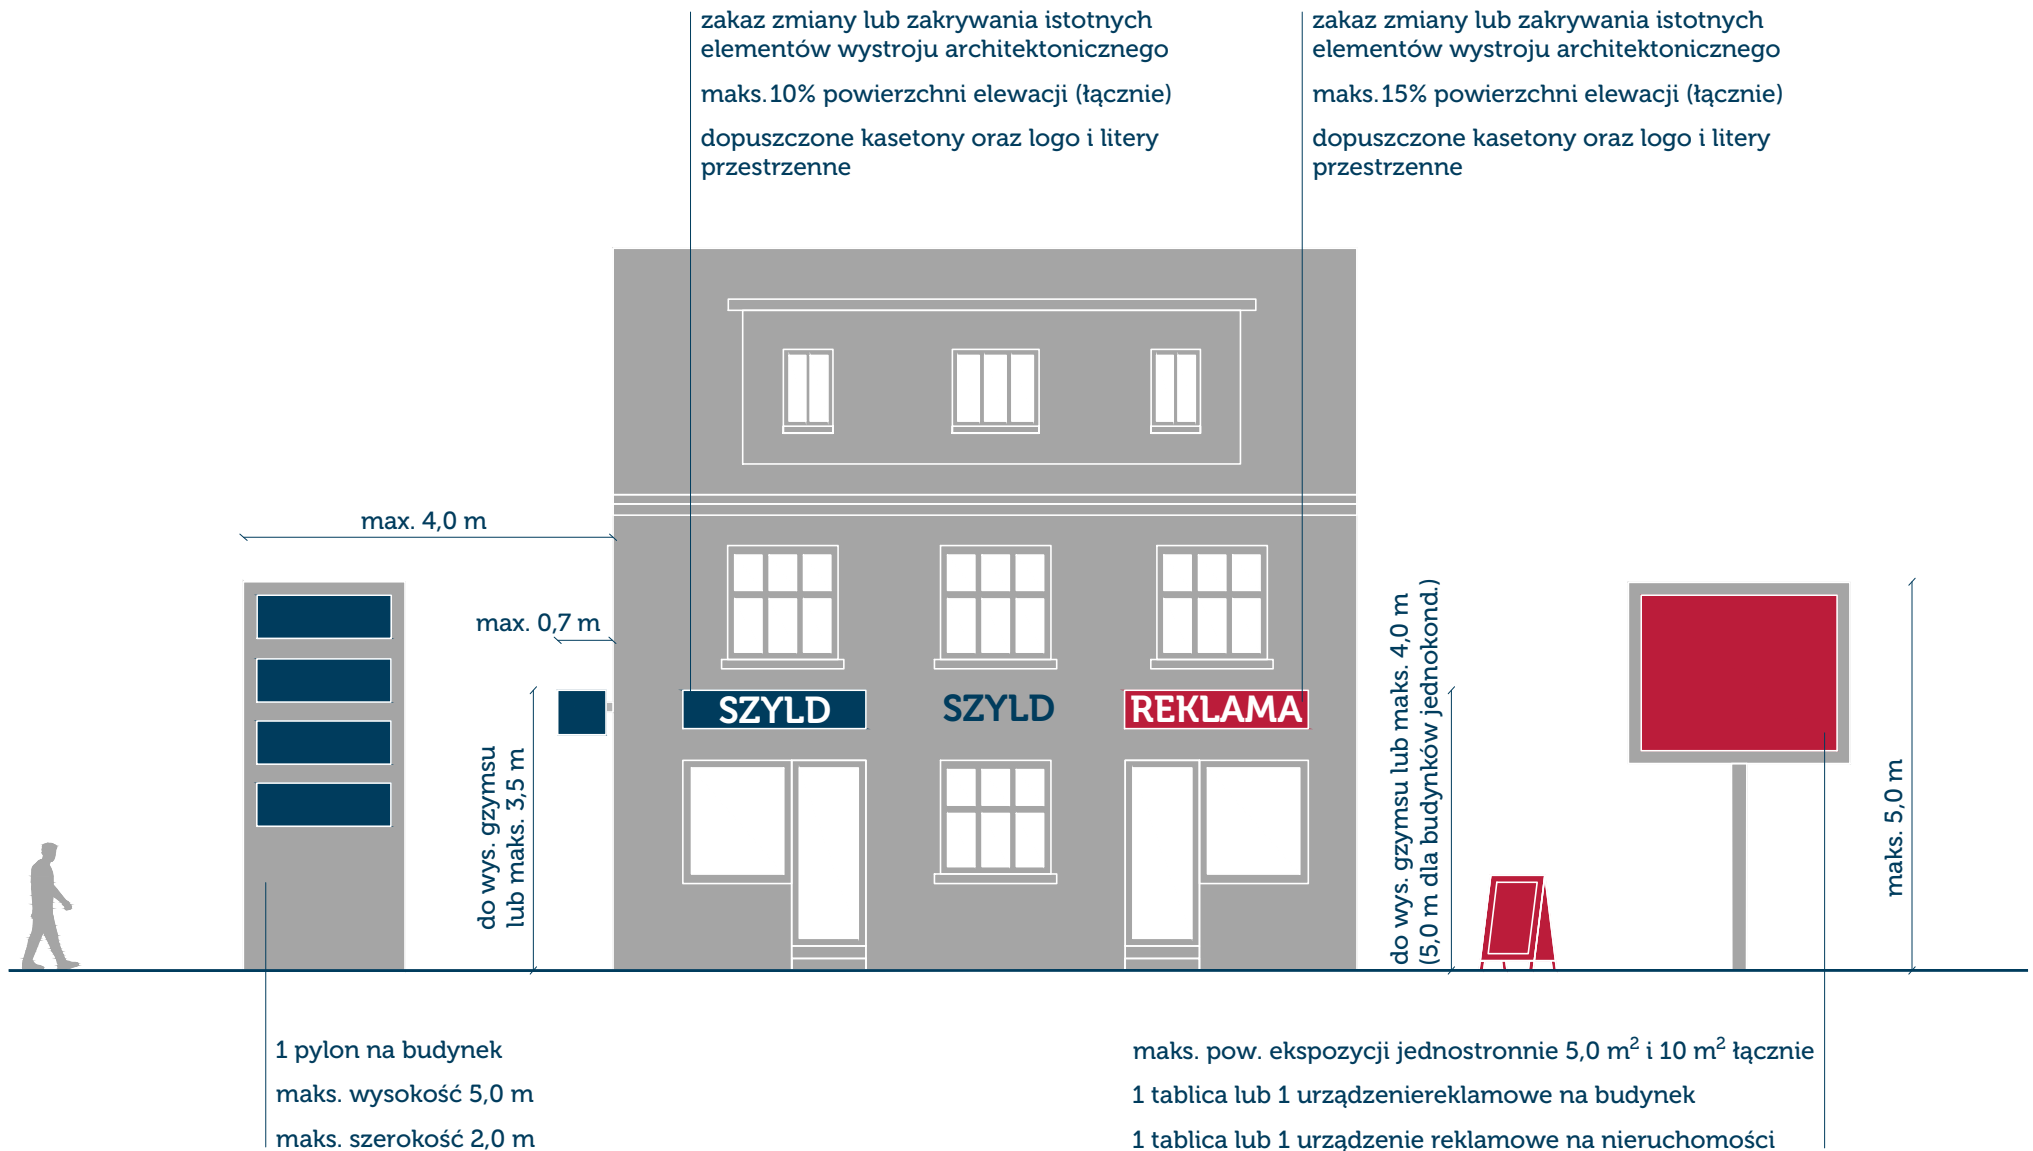 zakaz zmiany lub zakrywania istotnych
elementów wystroju architektonicznego
maks.10% powierzchni elewacji (łącznie)
dopuszczone kasetony oraz logo i litery
przestrzenne
zakaz zmiany lub zakrywania istotnych
elementów wystroju architektonicznego
maks.15% powierzchni elewacji (łącznie)
dopuszczone kasetony oraz logo i litery
przestrzenne
max. 4,0 m
max. 0,7 m
do wys. gzymsu
lub maks. 3,5 m
SZYLD
SZYLD
REKLAMA
do wys. gzymsu lub maks. 4,0 m
(5,0 m dla budynków jednokond.)
maks. 5,0 m
1 pylon na budynek
maks. wysokość 5,0 m
maks. szerokość 2,0 m
maks. pow. ekspozycji jednostronnie 5,0 m² i 10 m² łącznie
1 tablica lub 1 urządzeniereklamowe na budynek
1 tablica lub 1 urządzenie reklamowe na nieruchomości